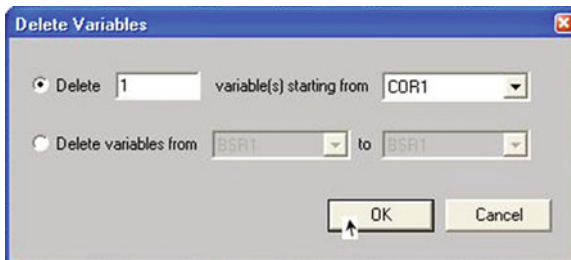 Delete Variables
Delete 1 variable(s) starting from COR1
Delete variables from BSR1 to BSR1
OK Cancel